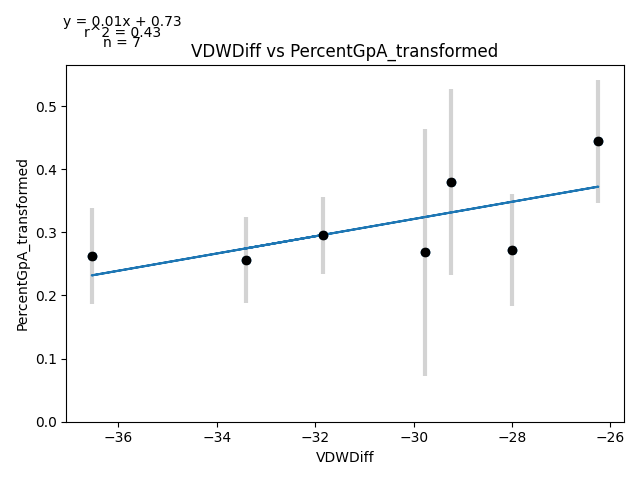 y = 0.01x + 0.73
r^2 = 0.43
n = 7
VDWDiff vs PercentGpA_transformed
PercentGpA_transformed
0.5
0.4
0.3
0.2
0.1
0.0
−36 −34 −32 −30 −28 −26
VDWDiff